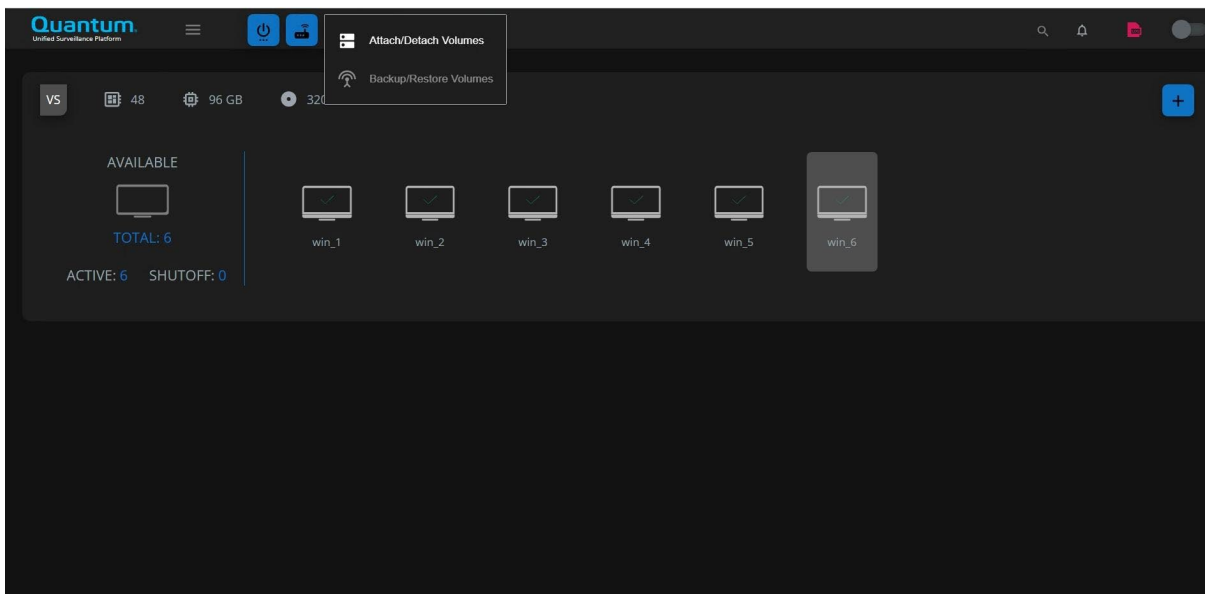 Quantum.
Unified Surveillance Platform
Attach/Detach Volumes
Backup/Restore Volumes
VS 48 96 GB 320
AVAILABLE
TOTAL: 6
ACTIVE: 6 SHUTOFF: 0
win_1 win_2 win_3 win_4 win_5 win_6